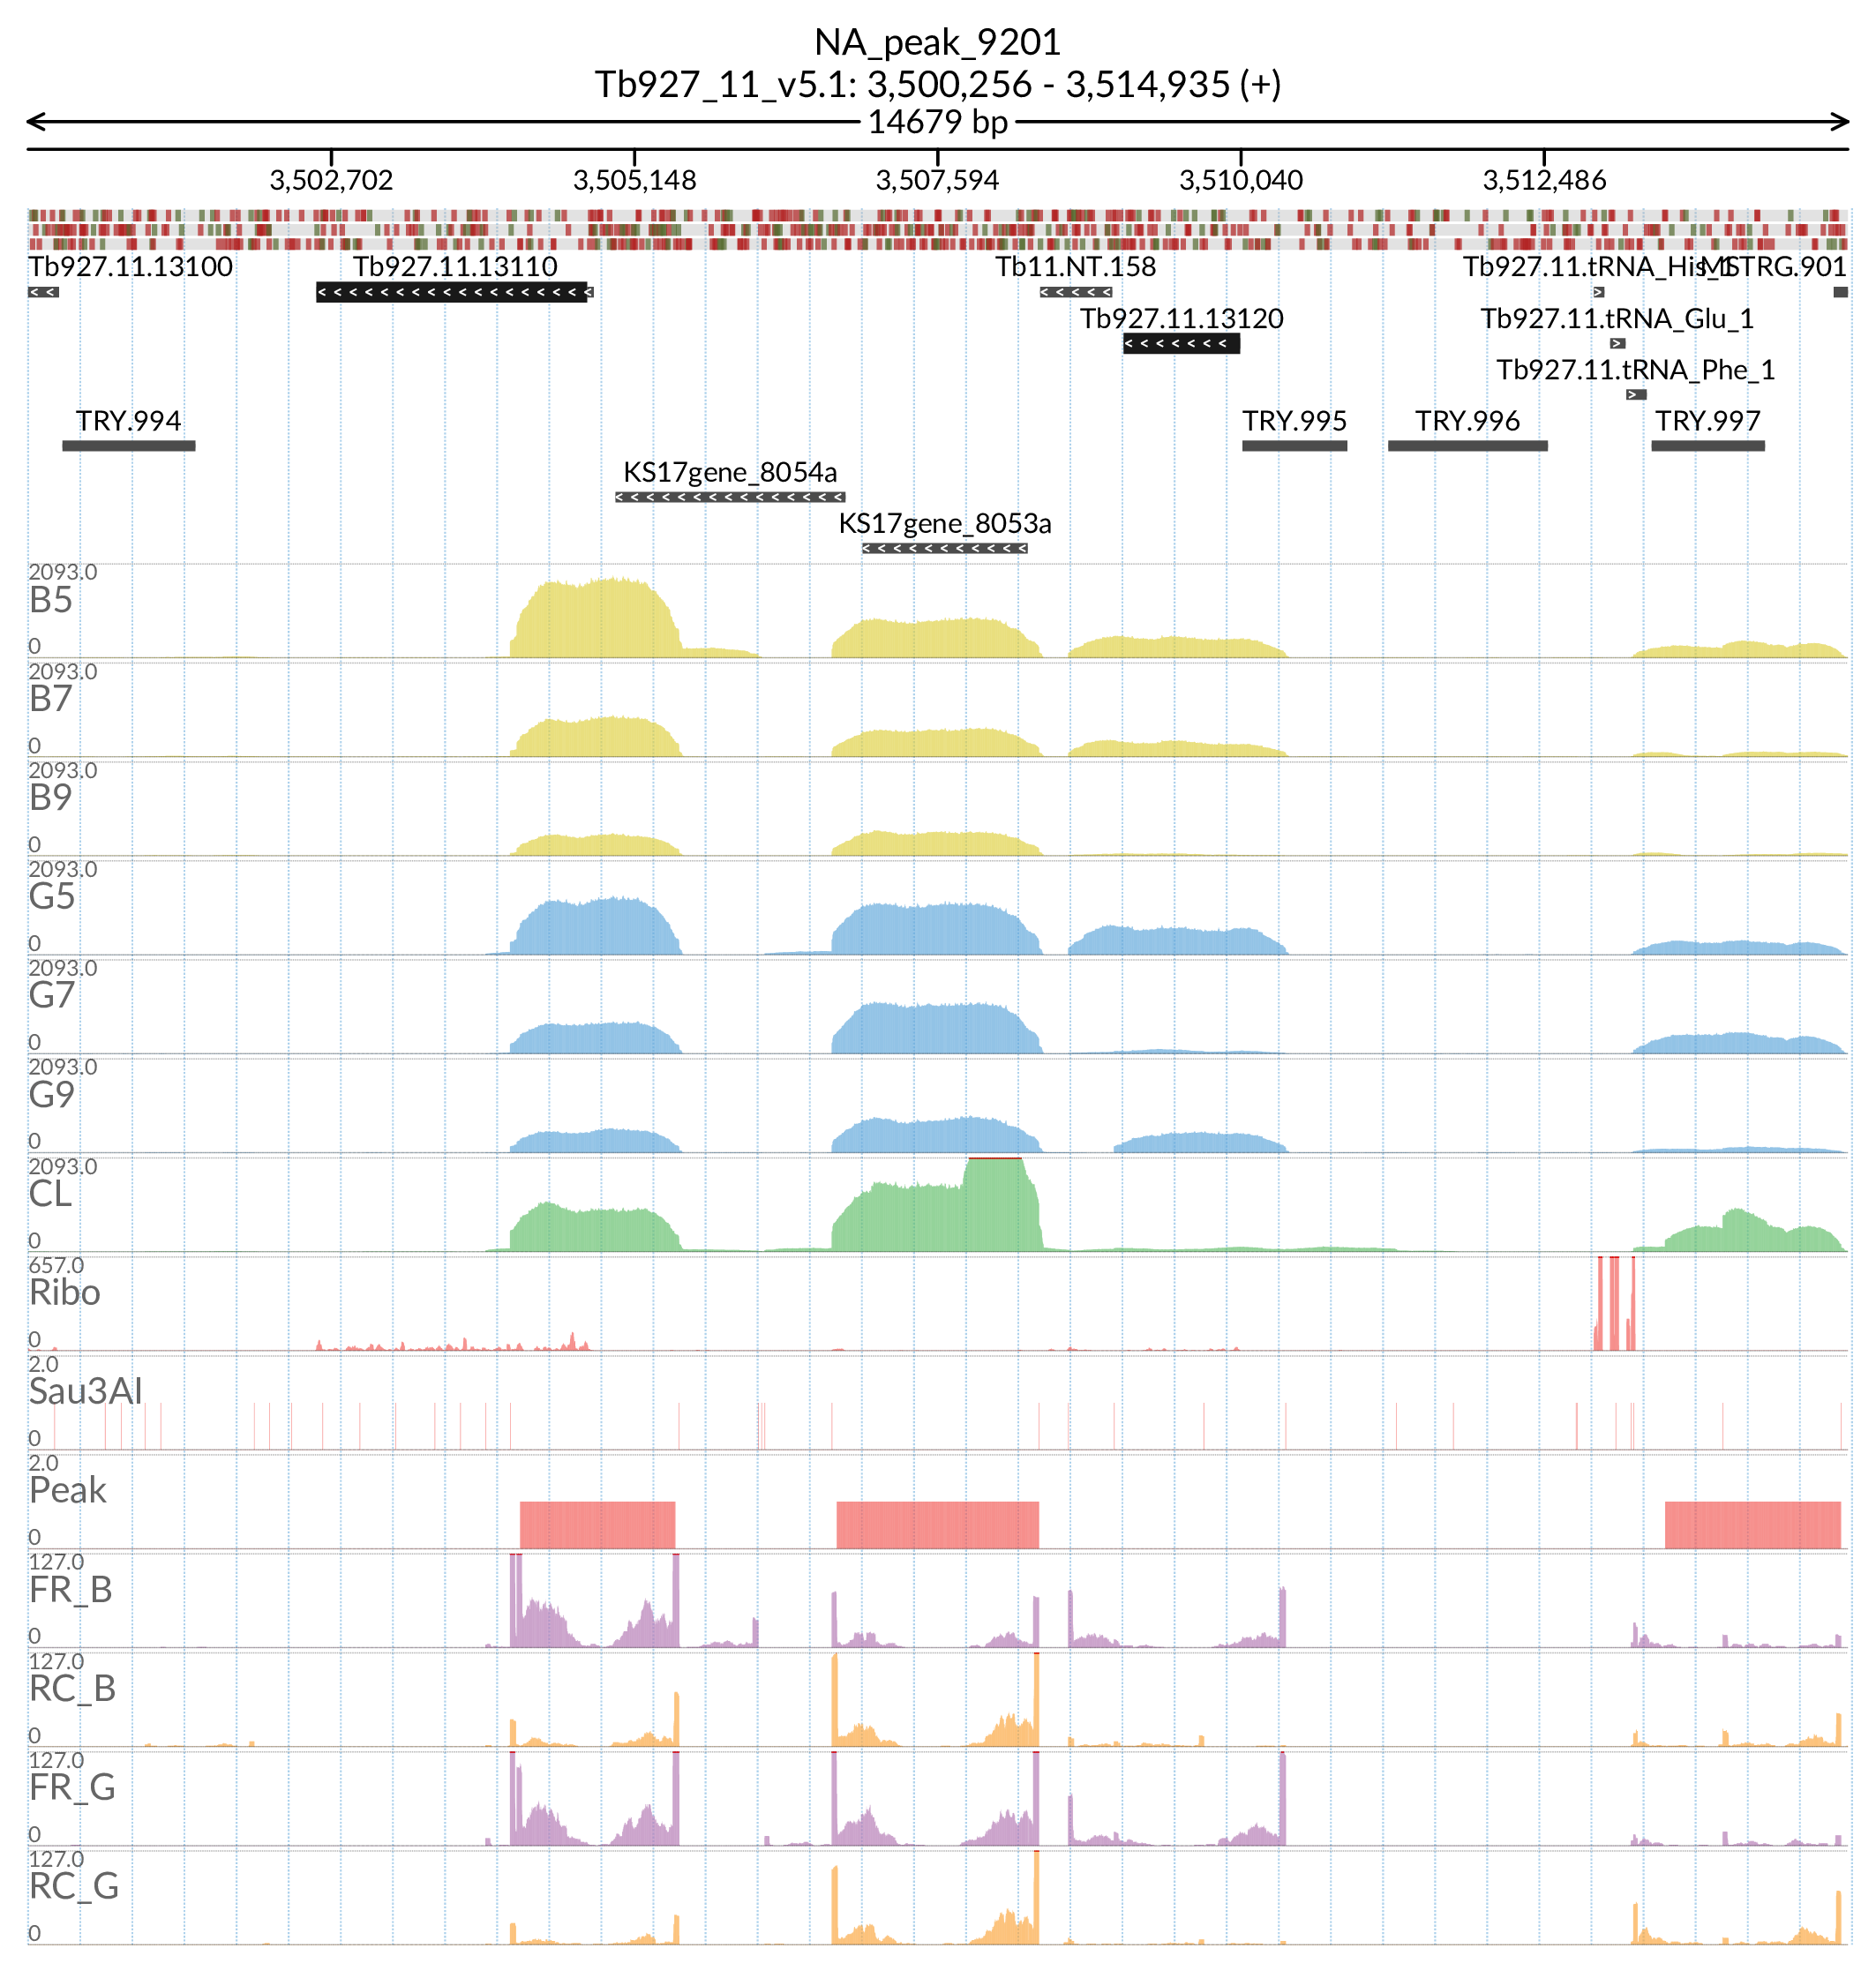 NA_peak_9201
Tb927_11_v5.1: 3,500,256 - 3,514,935 (+)
14679 bp
3,502,702 3,505,148 3,507,594 3,510,040 3,512,486
Tb927.11.13100 Tb927.11.13110 Tb11.NT.158 Tb927.11.tRNA_His_1 MSTRG.901
Tb927.11.13120 Tb927.11.tRNA_Glu_1
Tb927.11.tRNA_Phe_1
TRY.994 TRY.995 TRY.996 TRY.997
KS17gene_8054a
KS17gene_8053a
2093.0
B5
0
2093.0
B7
0
2093.0
B9
0
2093.0
G5
0
2093.0
G7
0
2093.0
G9
0
2093.0
CL
0
657.0
Ribo
0
2.0
Sau3AI
0
2.0
Peak
0
127.0
FR_B
0
127.0
RC_B
0
127.0
FR_G
0
127.0
RC_G
0